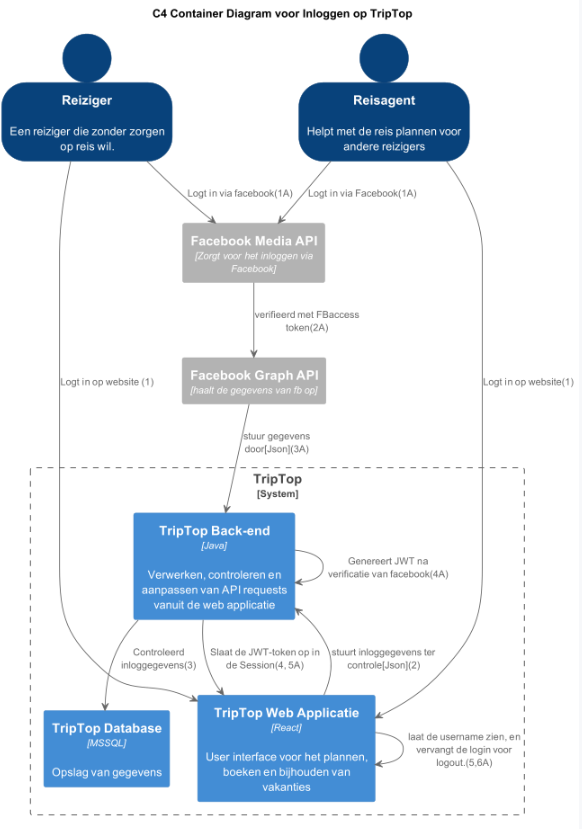 C4 Container Diagram voor Inloggen op TripTop
Reiziger
Een reiziger die zonder zorgen
op reis wil.
Reisagent
Helpt met de reis plannen voor
andere reizigers
Logt in via facebook(1A)
Logt in via Facebook(1A)
Facebook Media API
[Zorgt voor het inloggen via
Facebook]
verifieerd met FBaccess
token(2A)
Facebook Graph API
[haalt de gegevens van fb op]
Logt in op website (1)
Logt in op website(1)
stuur gegevens
door[Json](3A)
TripTop
[System]
TripTop Back-end
[Java]
Verwerken, controleren en
aanpassen van API requests
vanuit de web applicatie
Genereert JWT na
verificatie van facebook(4A)
Controleerd
inloggegevens(3)
Slaat de JWT-token op in
de Session(4, 5A)
stuurt inloggegevens ter
controle[Json](2)
TripTop Database
[MSSQL]
Opslag van gegevens
TripTop Web Applicatie
[React]
User interface voor het plannen,
boeken en bijhouden van
vakanties
laat de username zien, en
vervangt de login voor
logout.(5,6A)